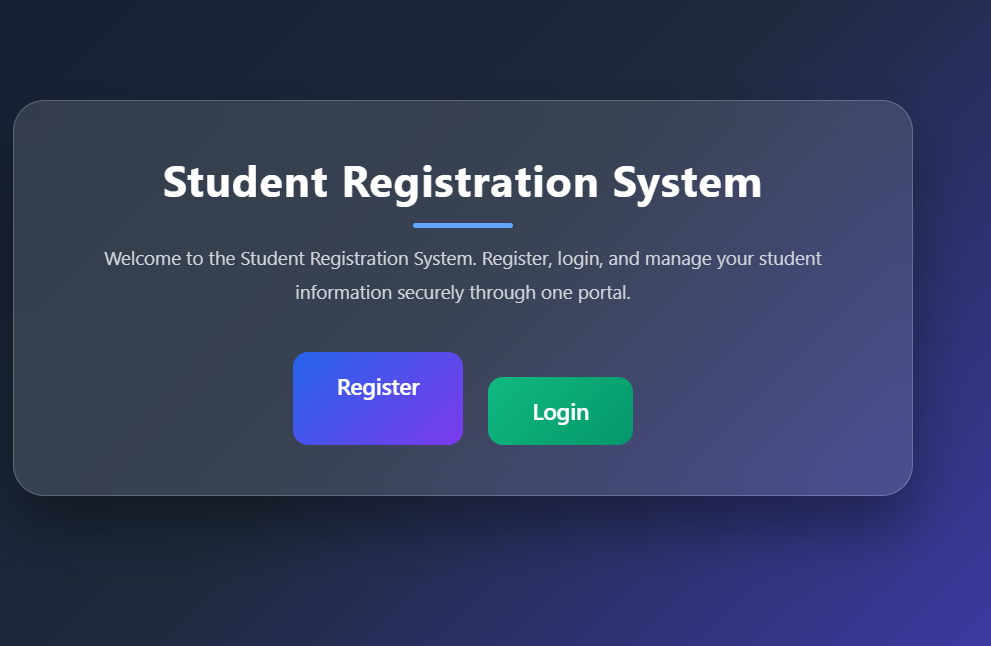 Student Registration System
Welcome to the Student Registration System. Register, login, and manage your student
information securely through one portal.
Register
Login